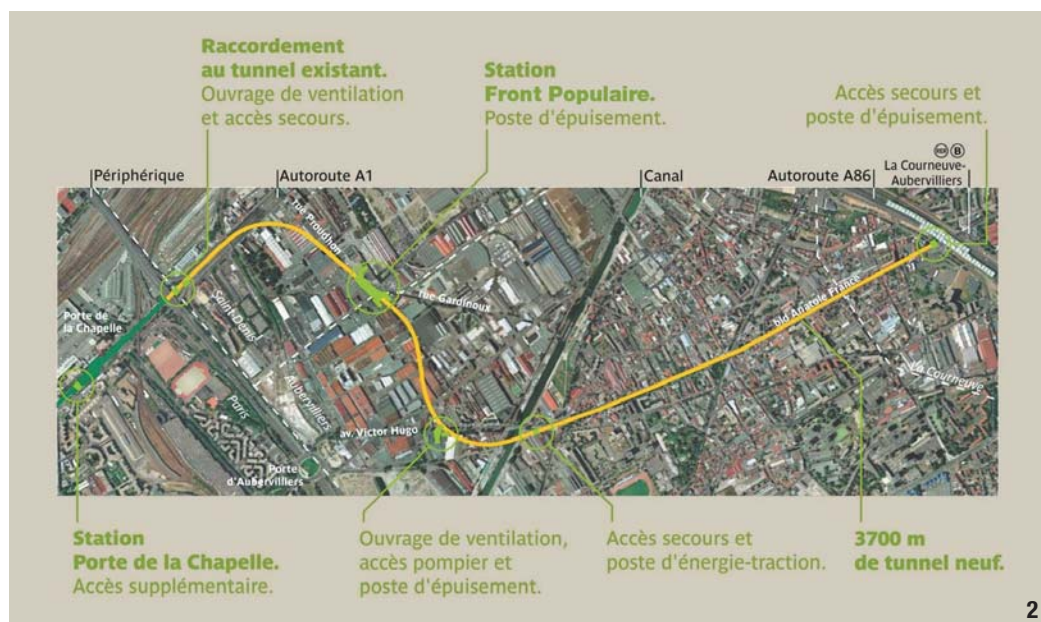 Raccordement
au tunnel existant.
Ouvrage de ventilation
et accès secours.
Station
Front Populaire.
Poste d'épuisement.
Accès secours et
poste d'épuisement.
RER B
La Courneuve-
Aubervilliers
Périphérique
Autoroute A1
Canal
Autoroute A86
rue Proudhon
rue Gardinoux
bld Anatole France
Porte de
la Chapelle
Saint-Denis
Aubervilliers
Paris
La Courneuve
av. Victor Hugo
Porte
d'Aubervilliers
Station
Porte de la Chapelle.
Accès supplémentaire.
Ouvrage de ventilation,
accès pompier et
poste d'épuisement.
Accès secours et
poste d'énergie-traction.
3700 m
de tunnel neuf.
2